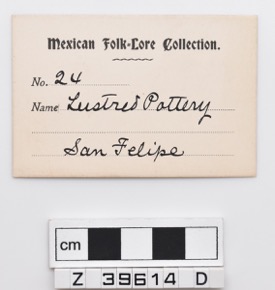 Mexican Folk-Lore Collection.
No. 24
Name Lustred Pottery
San Felipe
cm
Z 39614 D